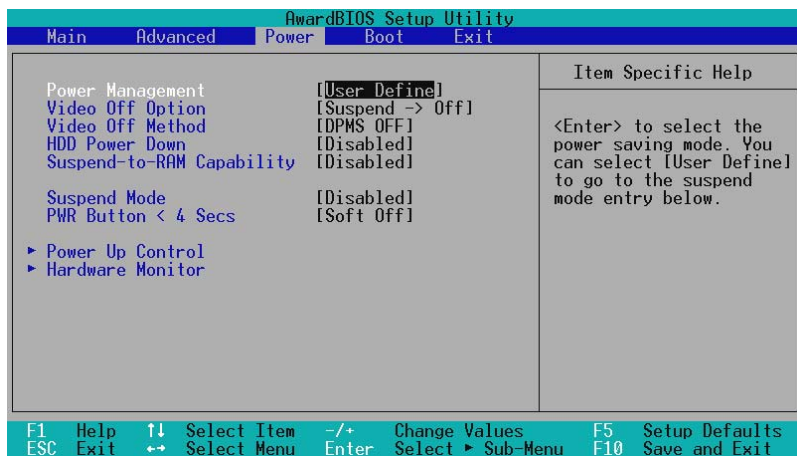 AwardBIOS Setup Utility
Main Advanced Power Boot Exit
Power Management [User Define]
Video Off Option [Suspend -> Off]
Video Off Method [DPMS OFF]
HDD Power Down [Disabled]
Suspend-to-RAM Capability [Disabled]
Suspend Mode [Disabled]
PWR Button < 4 Secs [Soft Off]
► Power Up Control
► Hardware Monitor
Item Specific Help
<Enter> to select the
power saving mode. You
can select [User Define]
to go to the suspend
mode entry below.
F1 Help ↑↓ Select Item -/+ Change Values F5 Setup Defaults
ESC Exit ←→ Select Menu Enter Select ► Sub-Menu F10 Save and Exit